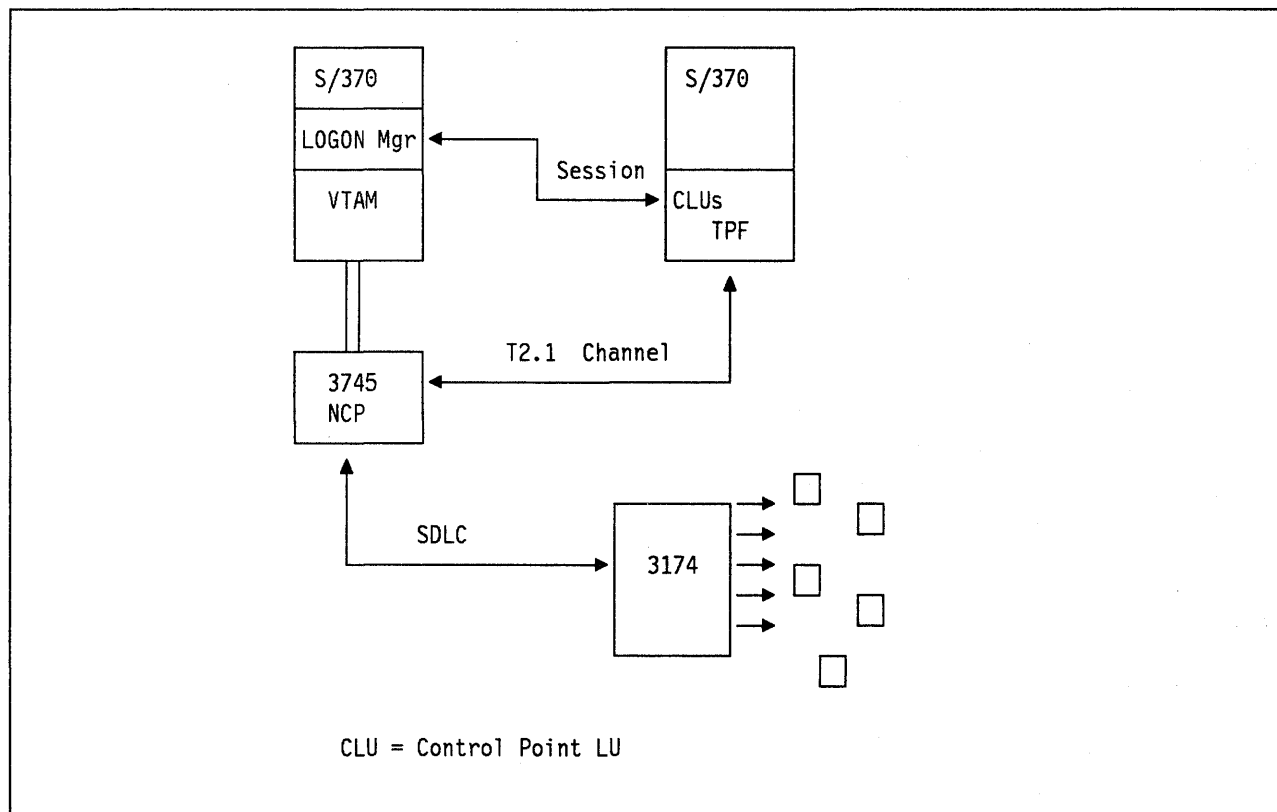 S/370
LOGON Mgr
VTAM
Session
S/370
CLUs
TPF
T2.1 Channel
3745
NCP
SDLC
3174
CLU = Control Point LU